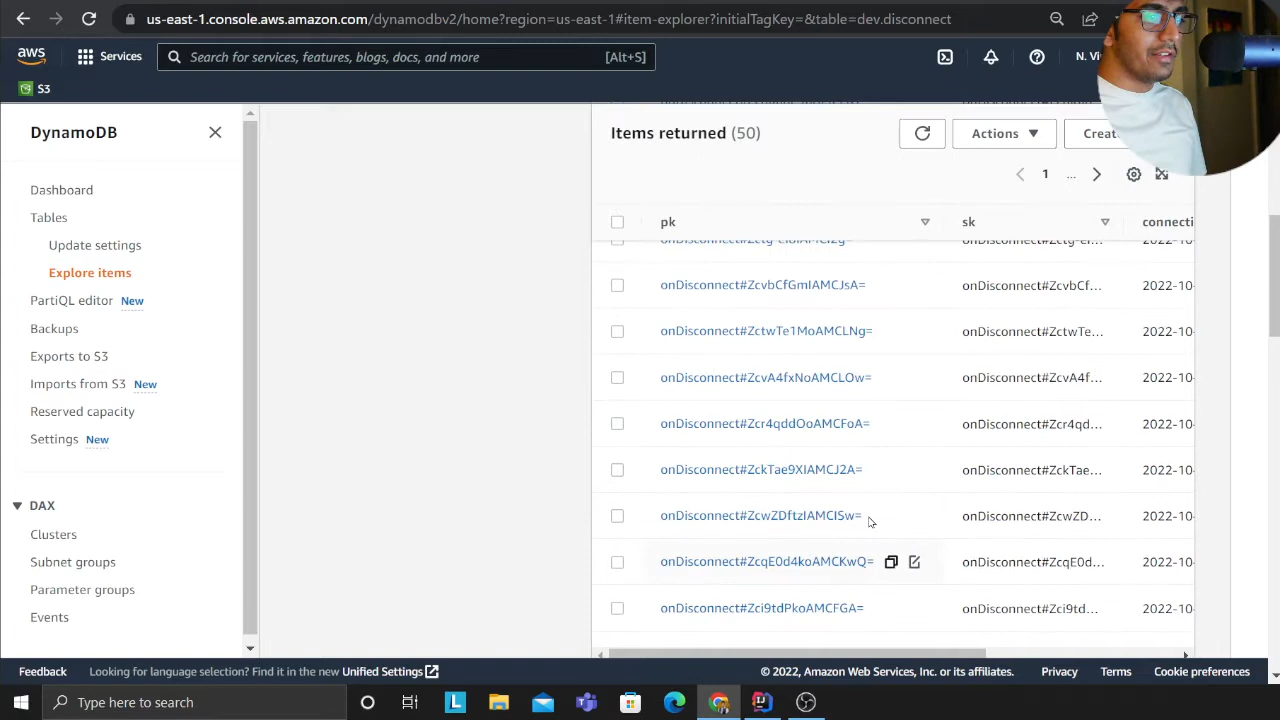 us-east-1.console.aws.amazon.com/dynamodbv2/home?region=us-east-1#item-explorer?initialTagKey=&table=dev.disconnect
aws
Services
Search for services, features, blogs, docs, and more
[Alt+S]
N. Vi
S3
DynamoDB
Dashboard
Tables
Update settings
Explore items
PartiQL editor New
Backups
Exports to S3
Imports from S3 New
Reserved capacity
Settings New
DAX
Clusters
Subnet groups
Parameter groups
Events
Items returned (50)
Actions
Creat
1 ...
pk sk connecti
onDisconnect#ZcvbCfGmIAMCJsA= onDisconnect#ZcvbCf... 2022-10-
onDisconnect#ZctwTe1MoAMCLNg= onDisconnect#ZctwTe... 2022-10-
onDisconnect#ZcvA4fxNoAMCLOw= onDisconnect#ZcvA4f... 2022-10-
onDisconnect#Zcr4qddOoAMCFoA= onDisconnect#Zcr4qd... 2022-10-
onDisconnect#ZckTae9XIAMCJ2A= onDisconnect#ZckTae... 2022-10-
onDisconnect#ZcwZDftzIAMCISw= onDisconnect#ZcwZD... 2022-10-
onDisconnect#ZcqE0d4koAMCKwQ= onDisconnect#ZcqE0d... 2022-10-
onDisconnect#Zci9tdPkoAMCFGA= onDisconnect#Zci9td... 2022-10-
Feedback
Looking for language selection? Find it in the new Unified Settings
© 2022, Amazon Web Services, Inc. or its affiliates.
Privacy
Terms
Cookie preferences
Type here to search